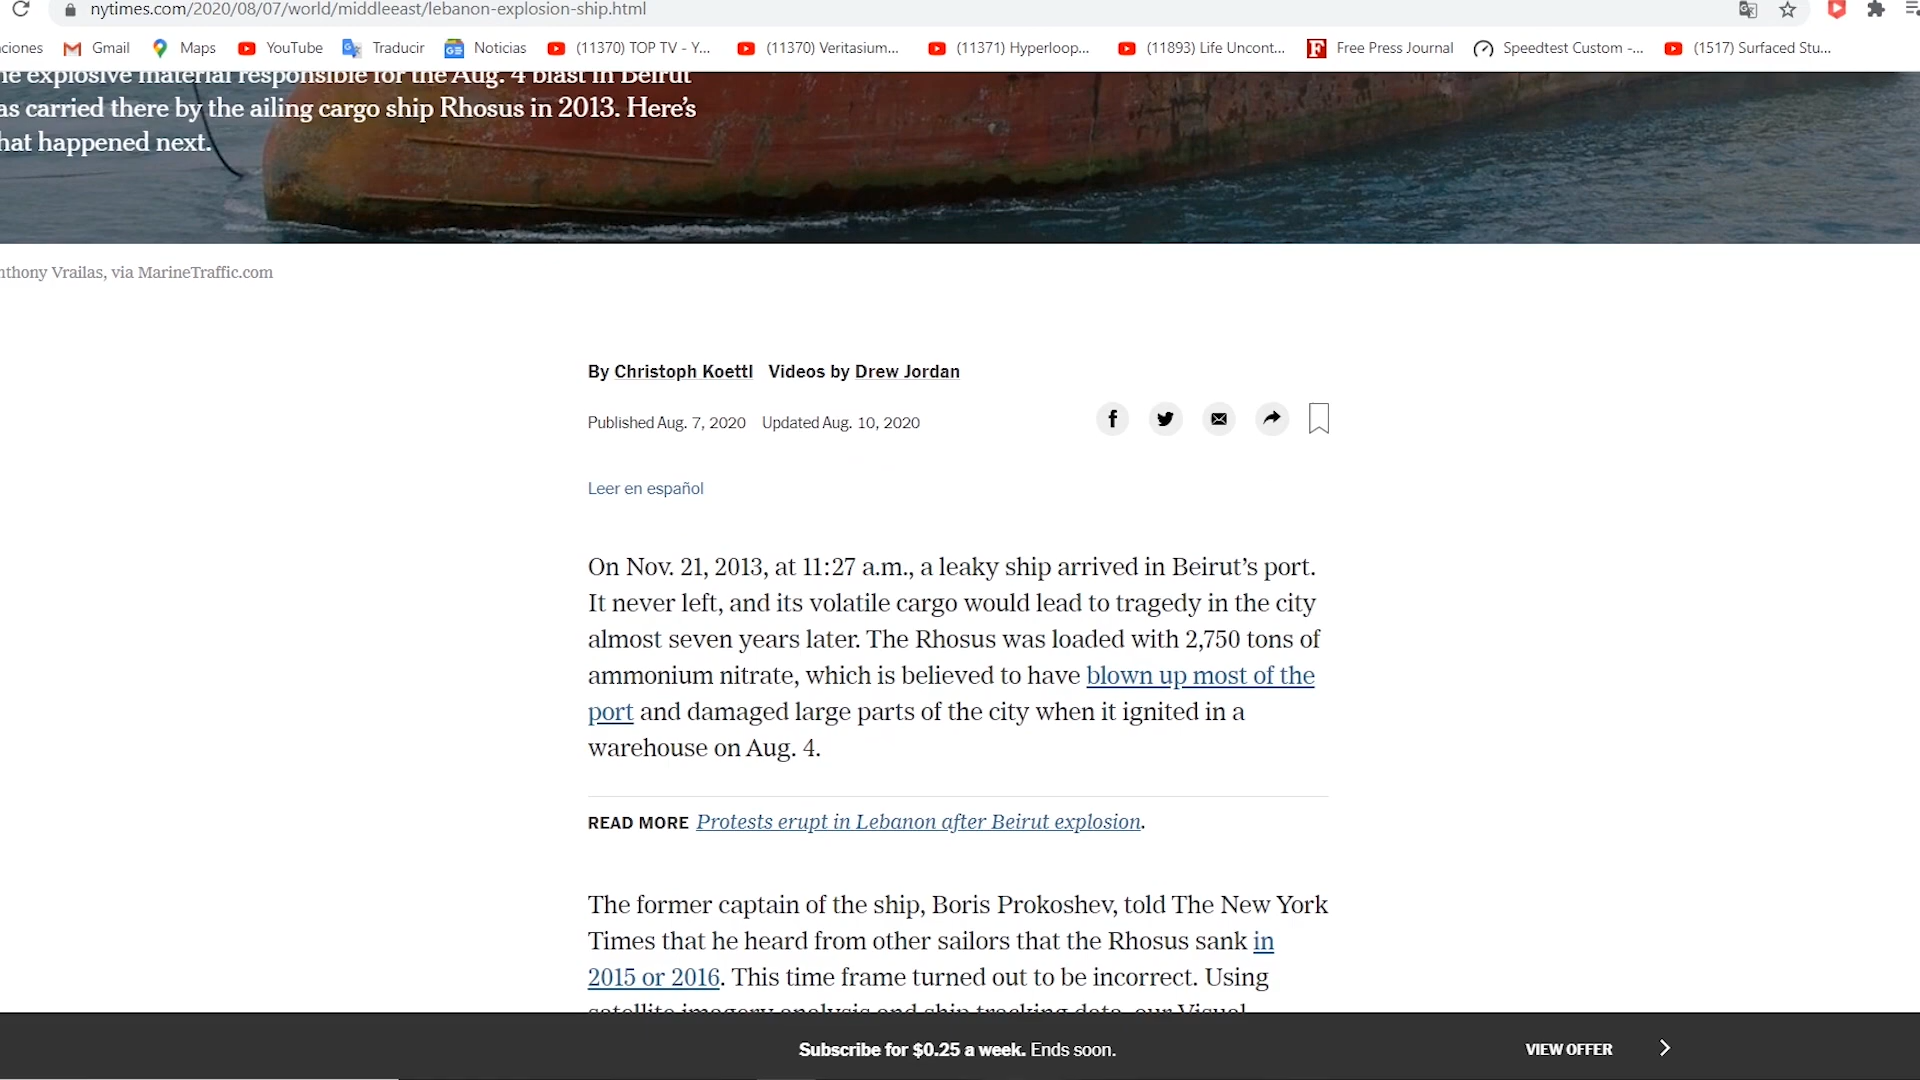 nytimes.com/2020/08/07/world/middleeast/lebanon-explosion-ship.html
Gmail Maps YouTube Traducir Noticias (11370) TOP TV - Y... (11370) Veritasium... (11371) Hyperloop... (11893) Life Uncont... Free Press Journal Speedtest Custom -... (1517) Surfaced Stu...
explosive material responsible for the Aug. 4 blast in Beirut
carried there by the ailing cargo ship Rhosus in 2013. Here's
happened next.
Vrailas, via MarineTraffic.com
By Christoph Koettl Videos by Drew Jordan
Published Aug. 7, 2020 Updated Aug. 10, 2020
Leer en español
On Nov. 21, 2013, at 11:27 a.m., a leaky ship arrived in Beirut's port.
It never left, and its volatile cargo would lead to tragedy in the city
almost seven years later. The Rhosus was loaded with 2,750 tons of
ammonium nitrate, which is believed to have blown up most of the
port and damaged large parts of the city when it ignited in a
warehouse on Aug. 4.
READ MORE Protests erupt in Lebanon after Beirut explosion.
The former captain of the ship, Boris Prokoshev, told The New York
Times that he heard from other sailors that the Rhosus sank in
2015 or 2016. This time frame turned out to be incorrect. Using
satellite imagery analysis and ship tracking data, our Visual
Subscribe for $0.25 a week. Ends soon.
VIEW OFFER